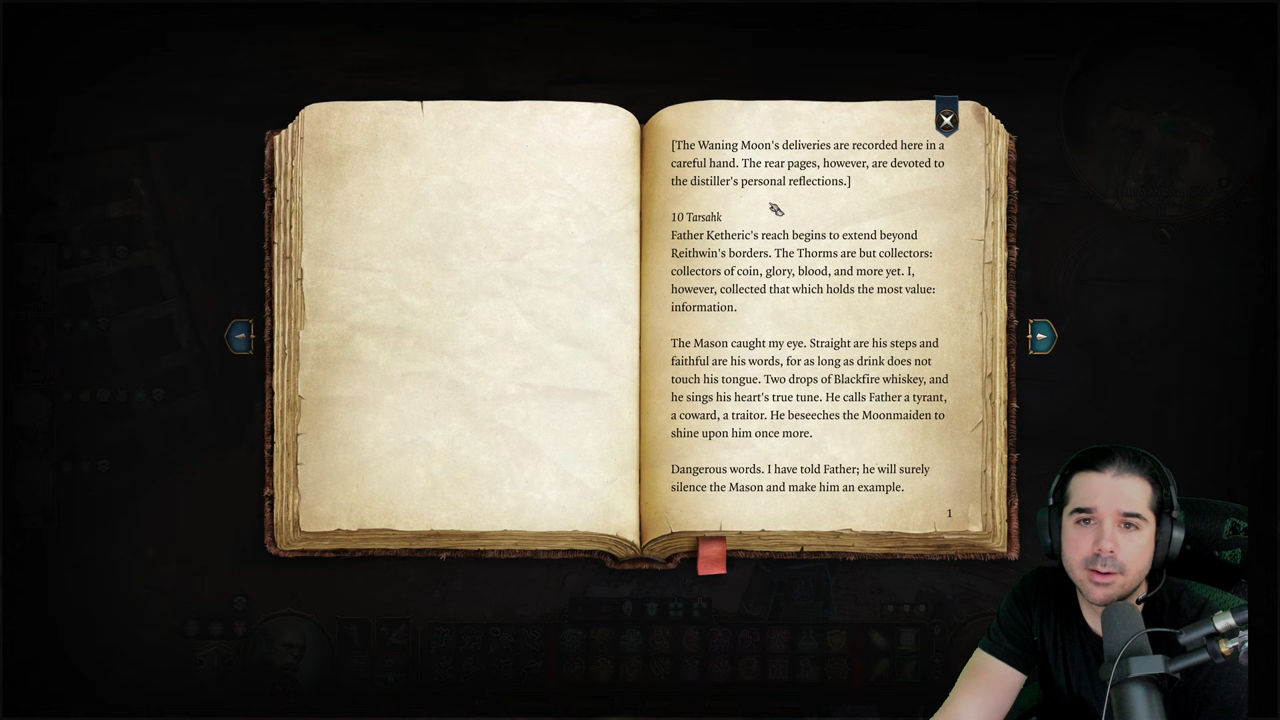 [The Waning Moon's deliveries are recorded here in a
careful hand. The rear pages, however, are devoted to
the distiller's personal reflections.]
10 Tarsahk
Father Ketheric's reach begins to extend beyond
Reithwin's borders. The Thorms are but collectors:
collectors of coin, glory, blood, and more yet. I,
however, collected that which holds the most value:
information.
The Mason caught my eye. Straight are his steps and
faithful are his words, for as long as drink does not
touch his tongue. Two drops of Blackfire whiskey, and
he sings his heart's true tune. He calls Father a tyrant,
a coward, a traitor. He beseeches the Moonmaiden to
shine upon him once more.
Dangerous words. I have told Father; he will surely
silence the Mason and make him an example.
1